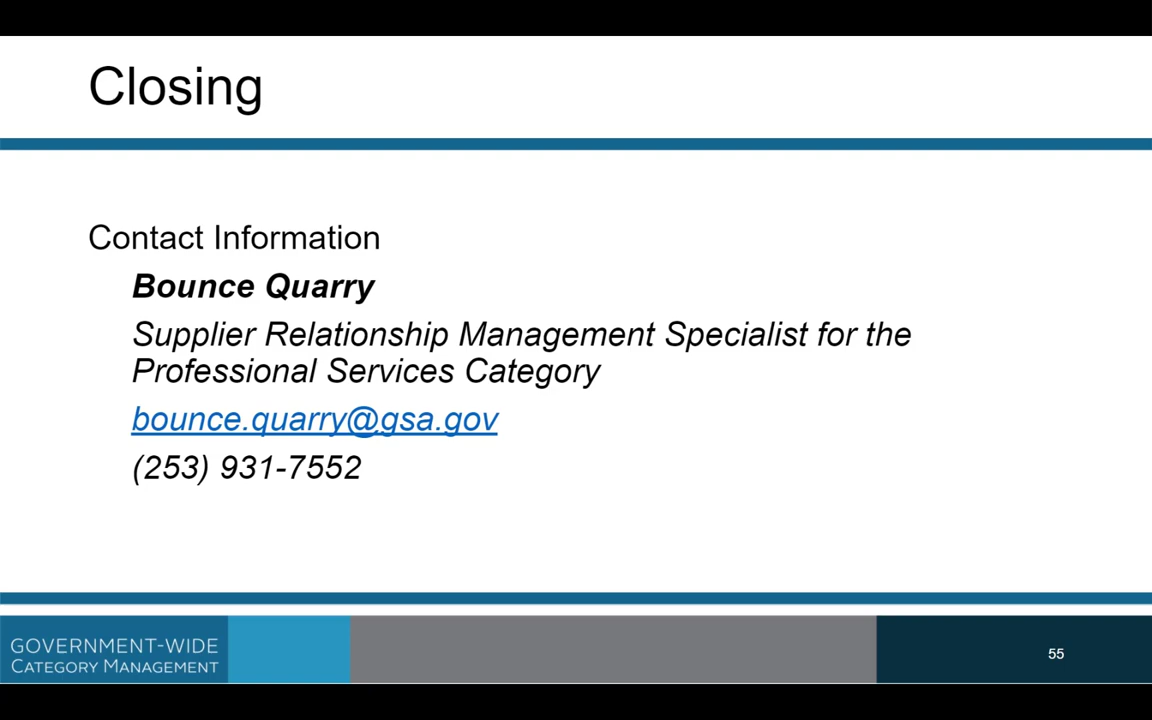 Closing
Contact Information
Bounce Quarry
Supplier Relationship Management Specialist for the
Professional Services Category
bounce.quarry@gsa.gov
(253) 931-7552
GOVERNMENT-WIDE
CATEGORY MANAGEMENT
55